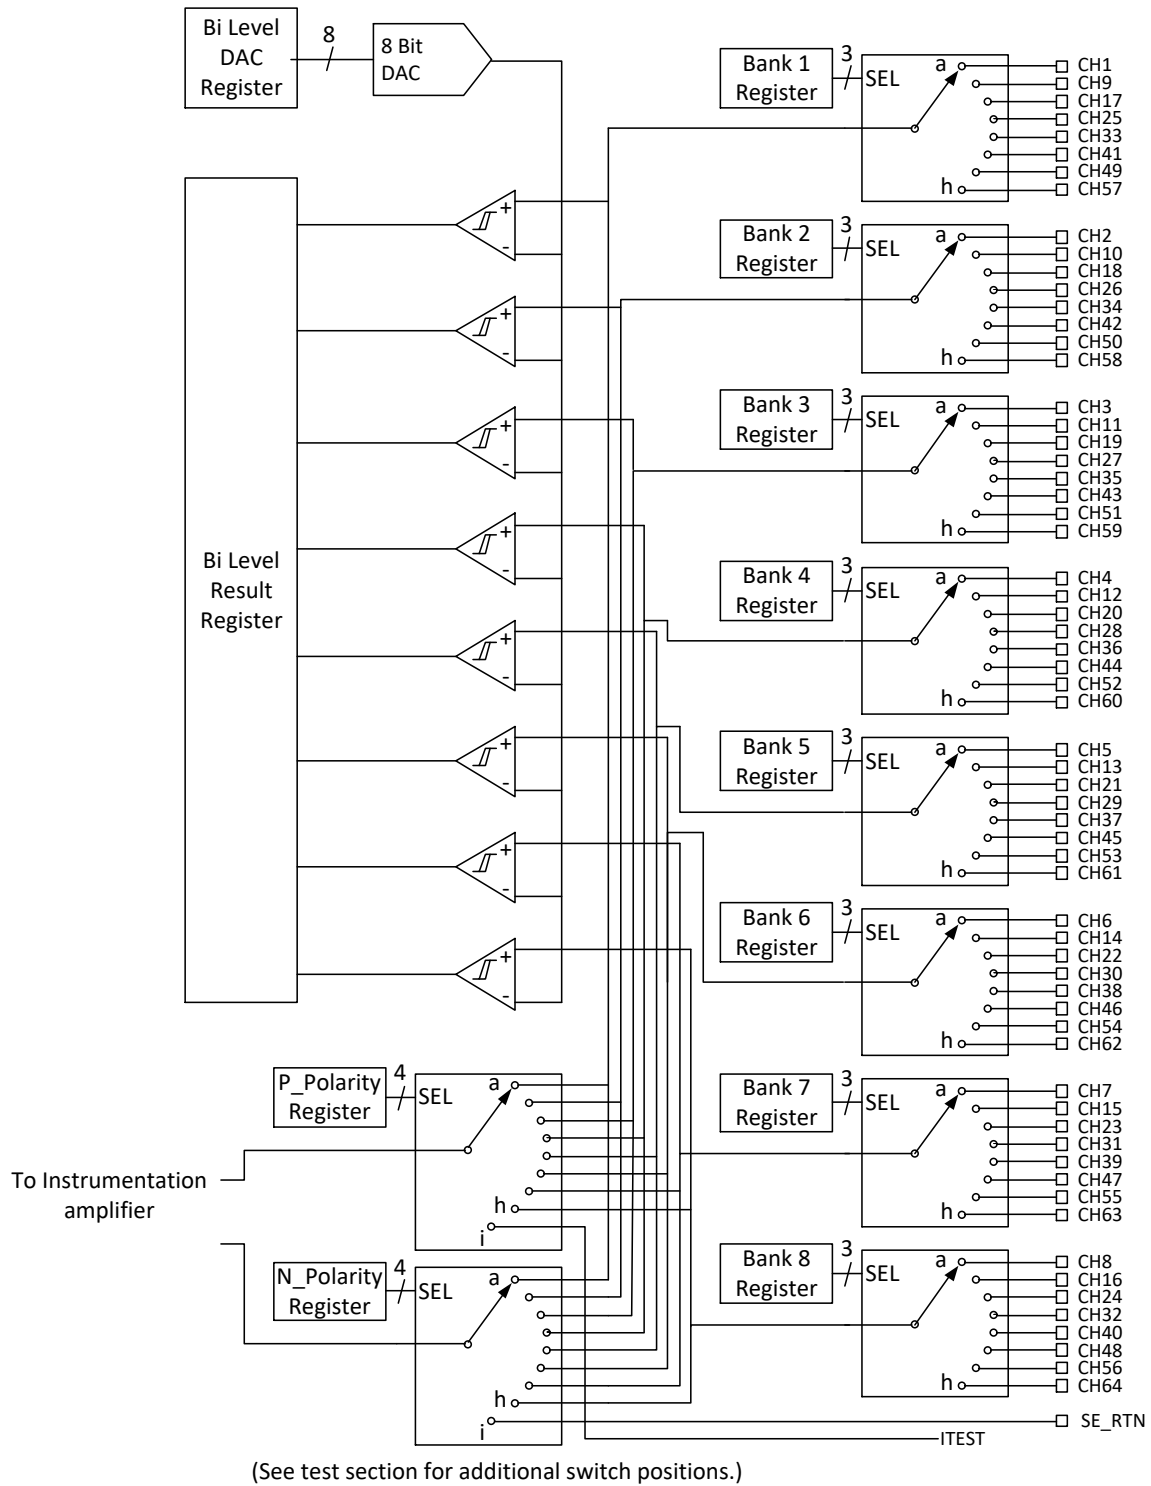 Bi Level
DAC
Register
8
8 Bit
DAC
Bank 1
Register
3
SEL
a
h
CH1
CH9
CH17
CH25
CH33
CH41
CH49
CH57
+
-
Bank 2
Register
3
SEL
a
h
CH2
CH10
CH18
CH26
CH34
CH42
CH50
CH58
+
-
Bank 3
Register
3
SEL
a
h
CH3
CH11
CH19
CH27
CH35
CH43
CH51
CH59
+
-
Bi Level
Result
Register
+
-
Bank 4
Register
3
SEL
a
h
CH4
CH12
CH20
CH28
CH36
CH44
CH52
CH60
+
-
Bank 5
Register
3
SEL
a
h
CH5
CH13
CH21
CH29
CH37
CH45
CH53
CH61
+
-
+
-
Bank 6
Register
3
SEL
a
h
CH6
CH14
CH22
CH30
CH38
CH46
CH54
CH62
+
-
P_Polarity
Register
4
SEL
a
h
i
Bank 7
Register
3
SEL
a
h
CH7
CH15
CH23
CH31
CH39
CH47
CH55
CH63
To Instrumentation
amplifier
N_Polarity
Register
4
SEL
a
h
i
Bank 8
Register
3
SEL
a
h
CH8
CH16
CH24
CH32
CH40
CH48
CH56
CH64
SE_RTN
ITEST
(See test section for additional switch positions.)